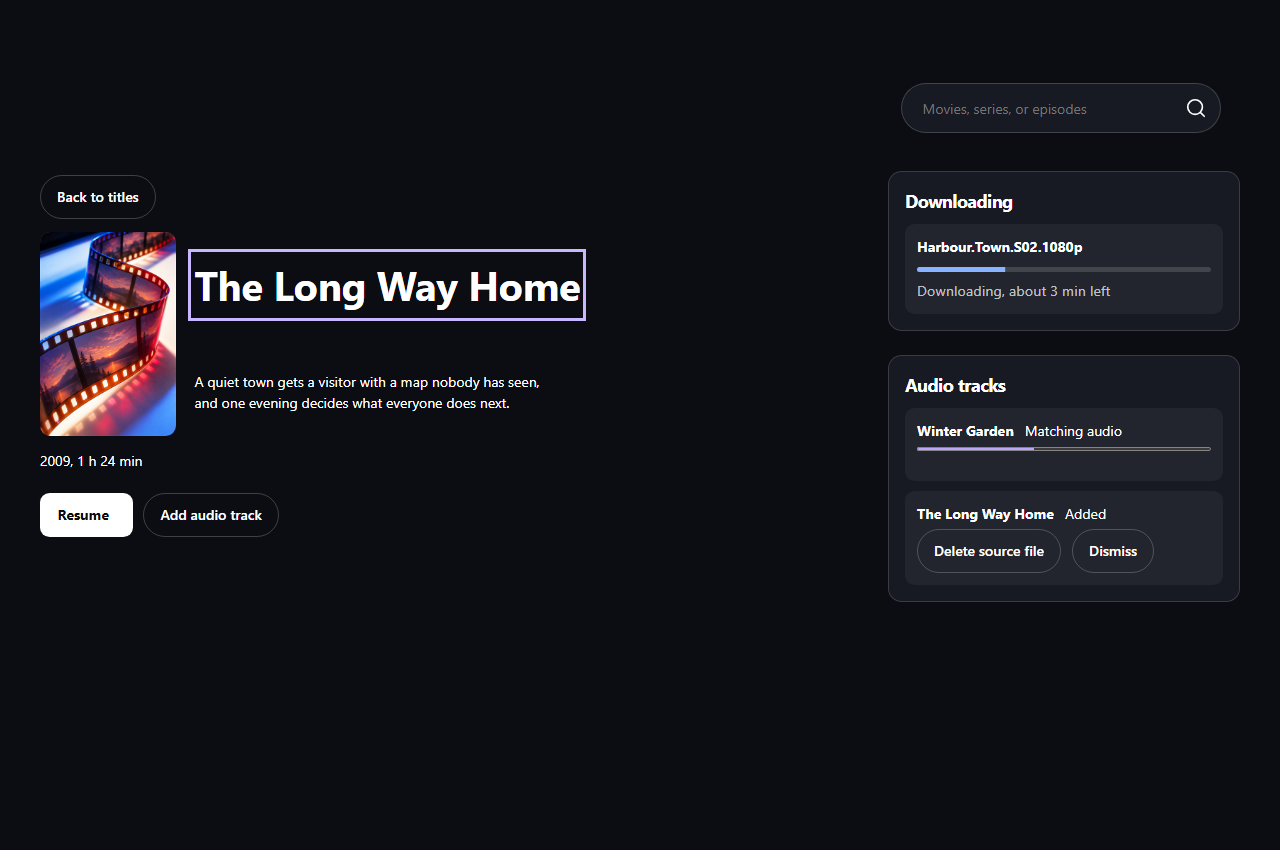 Movies, series, or episodes
Back to titles
The Long Way Home
A quiet town gets a visitor with a map nobody has seen,
and one evening decides what everyone does next.
2009, 1 h 24 min
Resume
Add audio track
Downloading
Harbour.Town.S02.1080p
Downloading, about 3 min left
Audio tracks
Winter Garden Matching audio
The Long Way Home Added
Delete source file
Dismiss